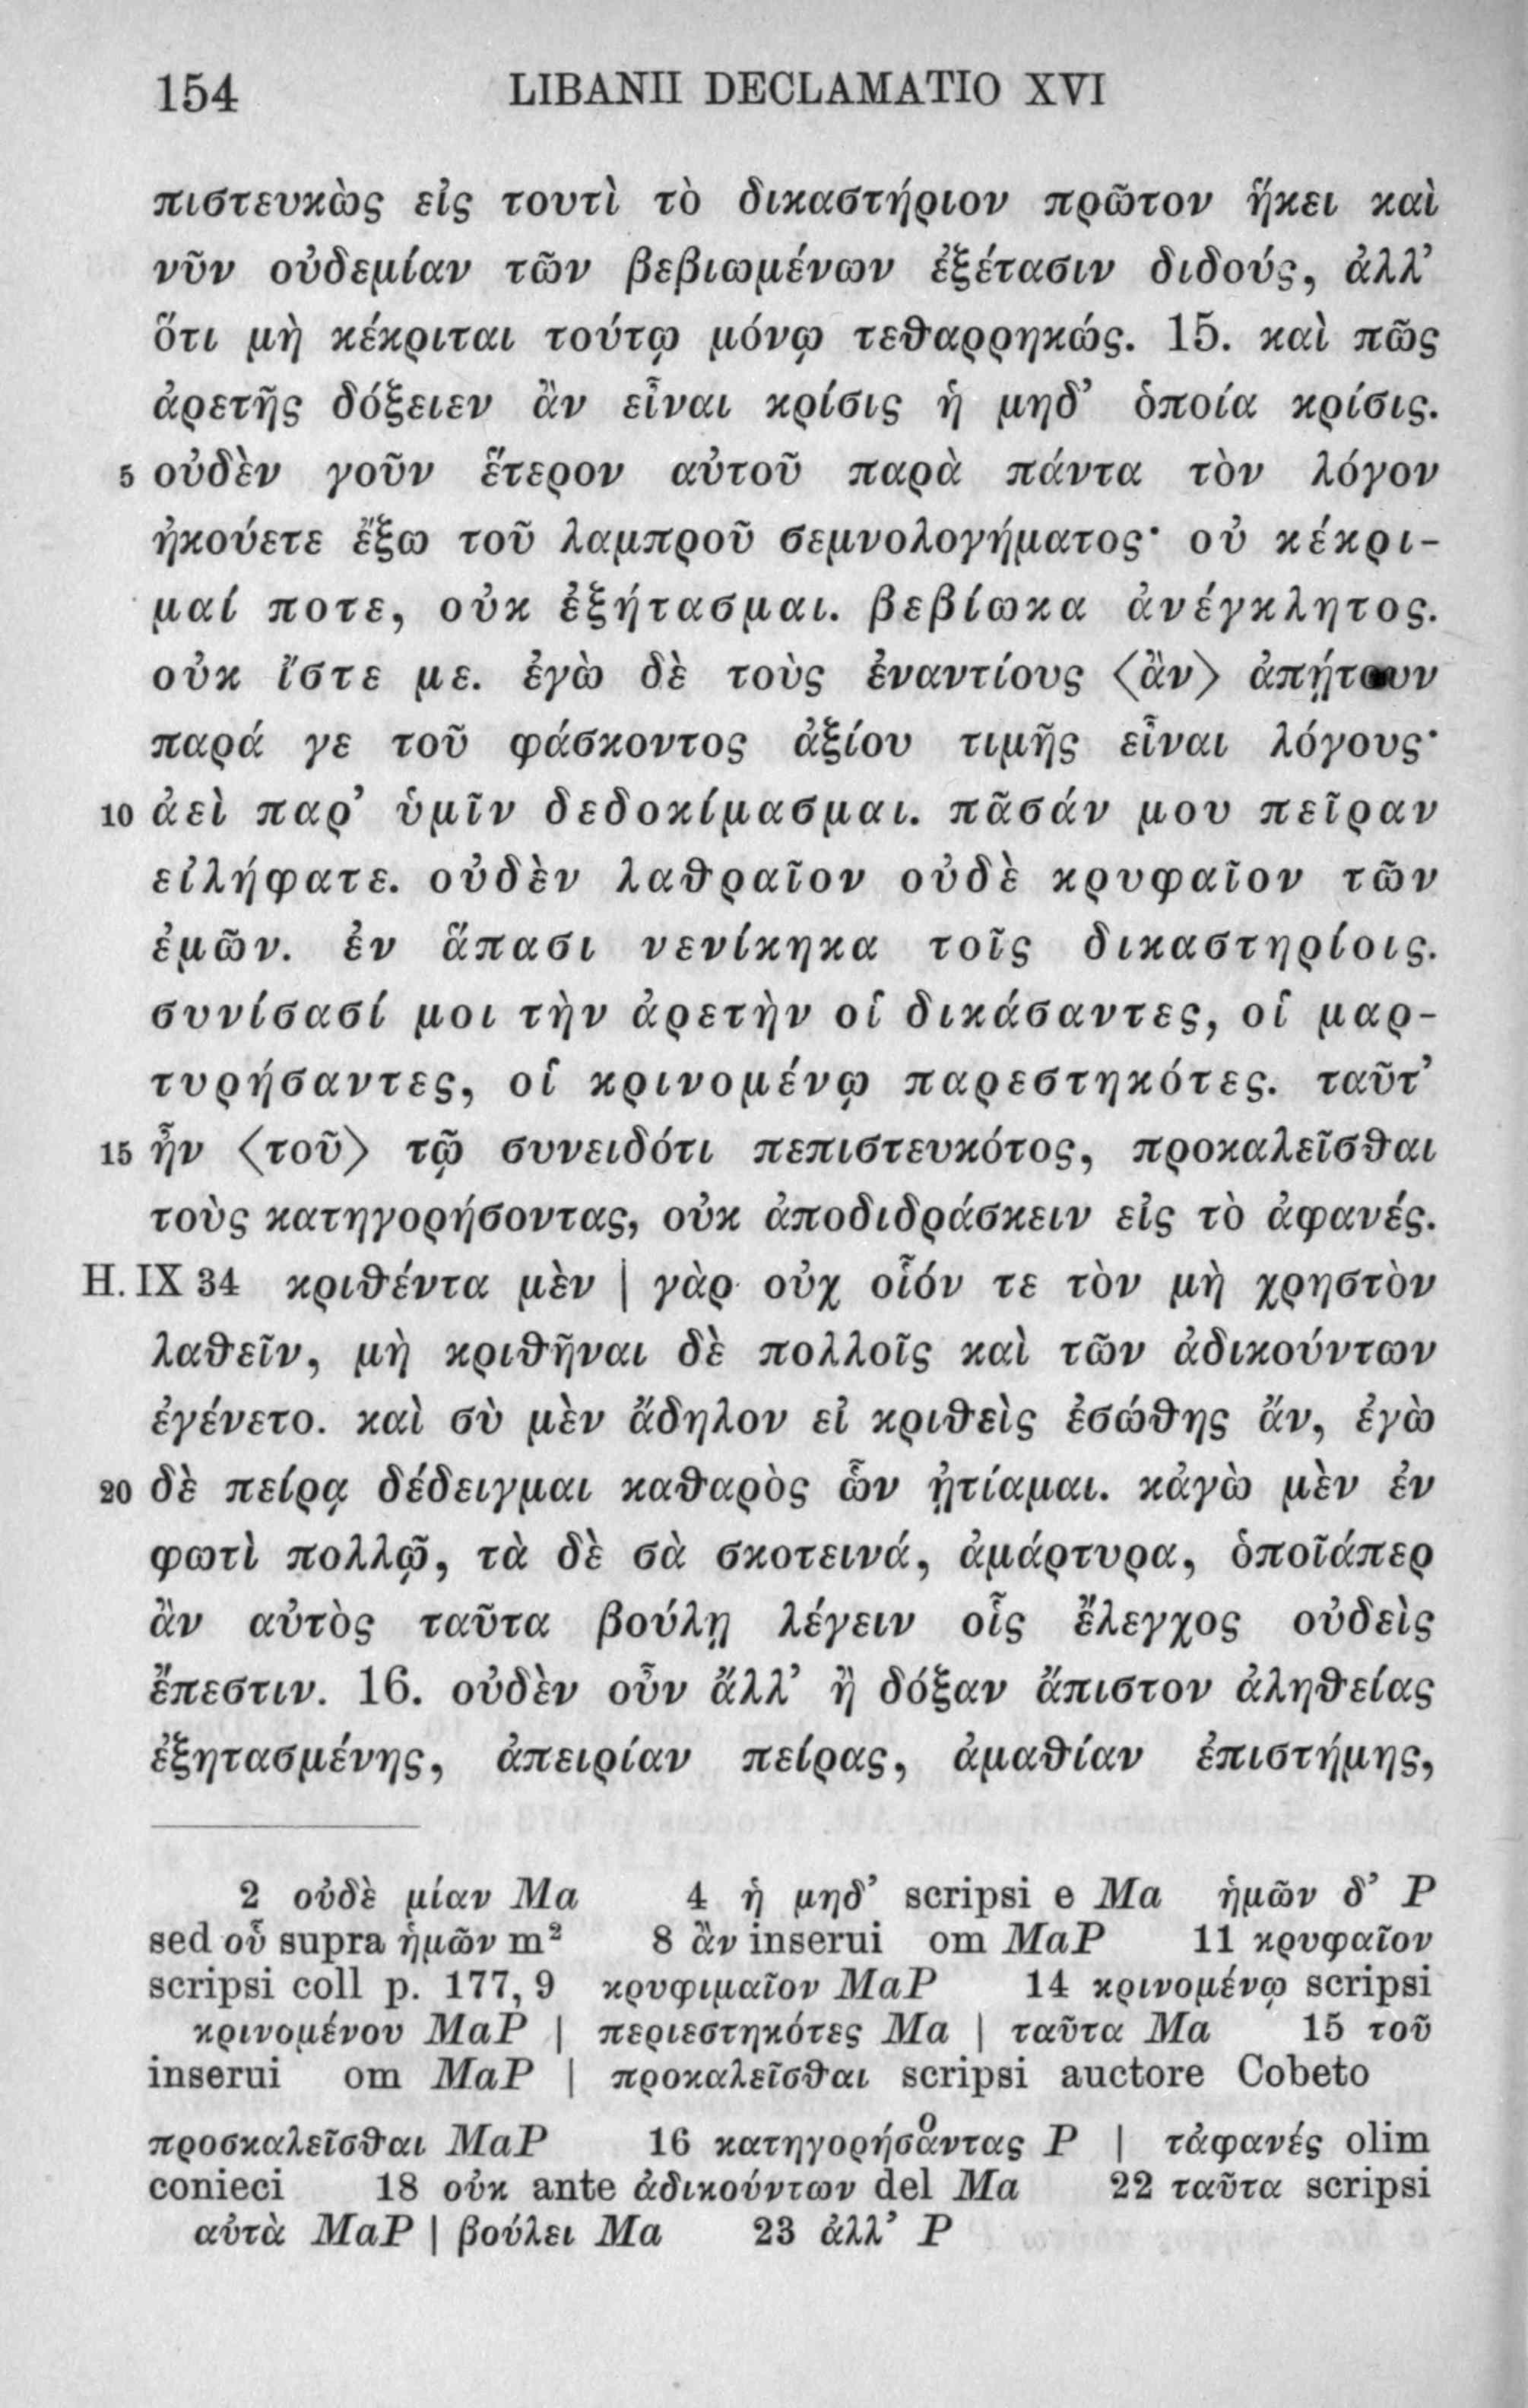 154 LIBANII DECLAMATIO XVI
πιστευκὼς εἰς τουτὶ τὸ δικαστήριον πρῶτον ἥκει καὶ
νῦν οὐδεμίαν τῶν βεβιωμένων ἐξέτασιν διδούς, ἀλλ’
ὅτι μὴ κέκριται τούτῳ μόνῳ τεθαρρηκώς. 15. καὶ πῶς
ἀρετῆς δόξειεν ἂν εἶναι κρίσις ἡ μηδ’ ὁποία κρίσις.
5 οὐδὲν γοῦν ἕτερον αὐτοῦ παρὰ πάντα τὸν λόγον
ἠκούετε ἔξω τοῦ λαμπροῦ σεμνολογήματος· οὐ κέκρι-
μαί ποτε, οὐκ ἐξήτασμαι. βεβίωκα ἀνέγκλητος.
οὐκ ἴστε με. ἐγὼ δὲ τοὺς ἐναντίους 〈ἂν〉 ἀπῄτουν
παρά γε τοῦ φάσκοντος ἀξίου τιμῆς εἶναι λόγους·
10 ἀεὶ παρ’ ὑμῖν δεδοκίμασμαι. πᾶσάν μου πεῖραν
εἰλήφατε. οὐδὲν λαθραῖον οὐδὲ κρυφαῖον τῶν
ἐμῶν. ἐν ἅπασι νενίκηκα τοῖς δικαστηρίοις.
συνίσασί μοι τὴν ἀρετὴν οἱ δικάσαντες, οἱ μαρ-
τυρήσαντες, οἱ κρινομένῳ παρεστηκότες. ταῦτ’
15 ἦν 〈τοῦ〉 τῷ συνειδότι πεπιστευκότος, προκαλεῖσθαι
τοὺς κατηγορήσοντας, οὐκ ἀποδιδράσκειν εἰς τὸ ἀφανές.
H. IX 34 κριθέντα μὲν | γὰρ οὐχ οἷόν τε τὸν μὴ χρηστὸν
λαθεῖν, μὴ κριθῆναι δὲ πολλοῖς καὶ τῶν ἀδικούντων
ἐγένετο. καὶ σὺ μὲν ἄδηλον εἰ κριθεὶς ἐσώθης ἄν, ἐγὼ
20 δὲ πείρᾳ δέδειγμαι καθαρὸς ὧν ᾐτίαμαι. κἀγὼ μὲν ἐν
φωτὶ πολλῷ, τὰ δὲ σὰ σκοτεινά, ἀμάρτυρα, ὁποῖάπερ
ἂν αὐτὸς ταῦτα βούλῃ λέγειν οἷς ἔλεγχος οὐδεὶς
ἔπεστιν. 16. οὐδὲν οὖν ἄλλ’ ἢ δόξαν ἄπιστον ἀληθείας
ἐξητασμένης, ἀπειρίαν πείρας, ἀμαθίαν ἐπιστήμης,
2 οὐδὲ μίαν Ma 4 ἡ μηδ’ scripsi e Ma ἡμῶν δ’ P
sed οὗ supra ἡμῶν m² 8 ἂν inserui om MaP 11 κρυφαῖον
scripsi coll p. 177, 9 κρυφιμαῖον MaP 14 κρινομένῳ scripsi
κρινομένου MaP | περιεστηκότες Ma | ταῦτα Ma 15 τοῦ
inserui om MaP | προκαλεῖσθαι scripsi auctore Cobeto
προσκαλεῖσθαι MaP 16 κατηγορήσαͦντας P | τἀφανές olim
conieci 18 οὐκ ante ἀδικούντων del Ma 22 ταῦτα scripsi
αὐτὰ MaP | βούλει Ma 23 ἀλλ’ P